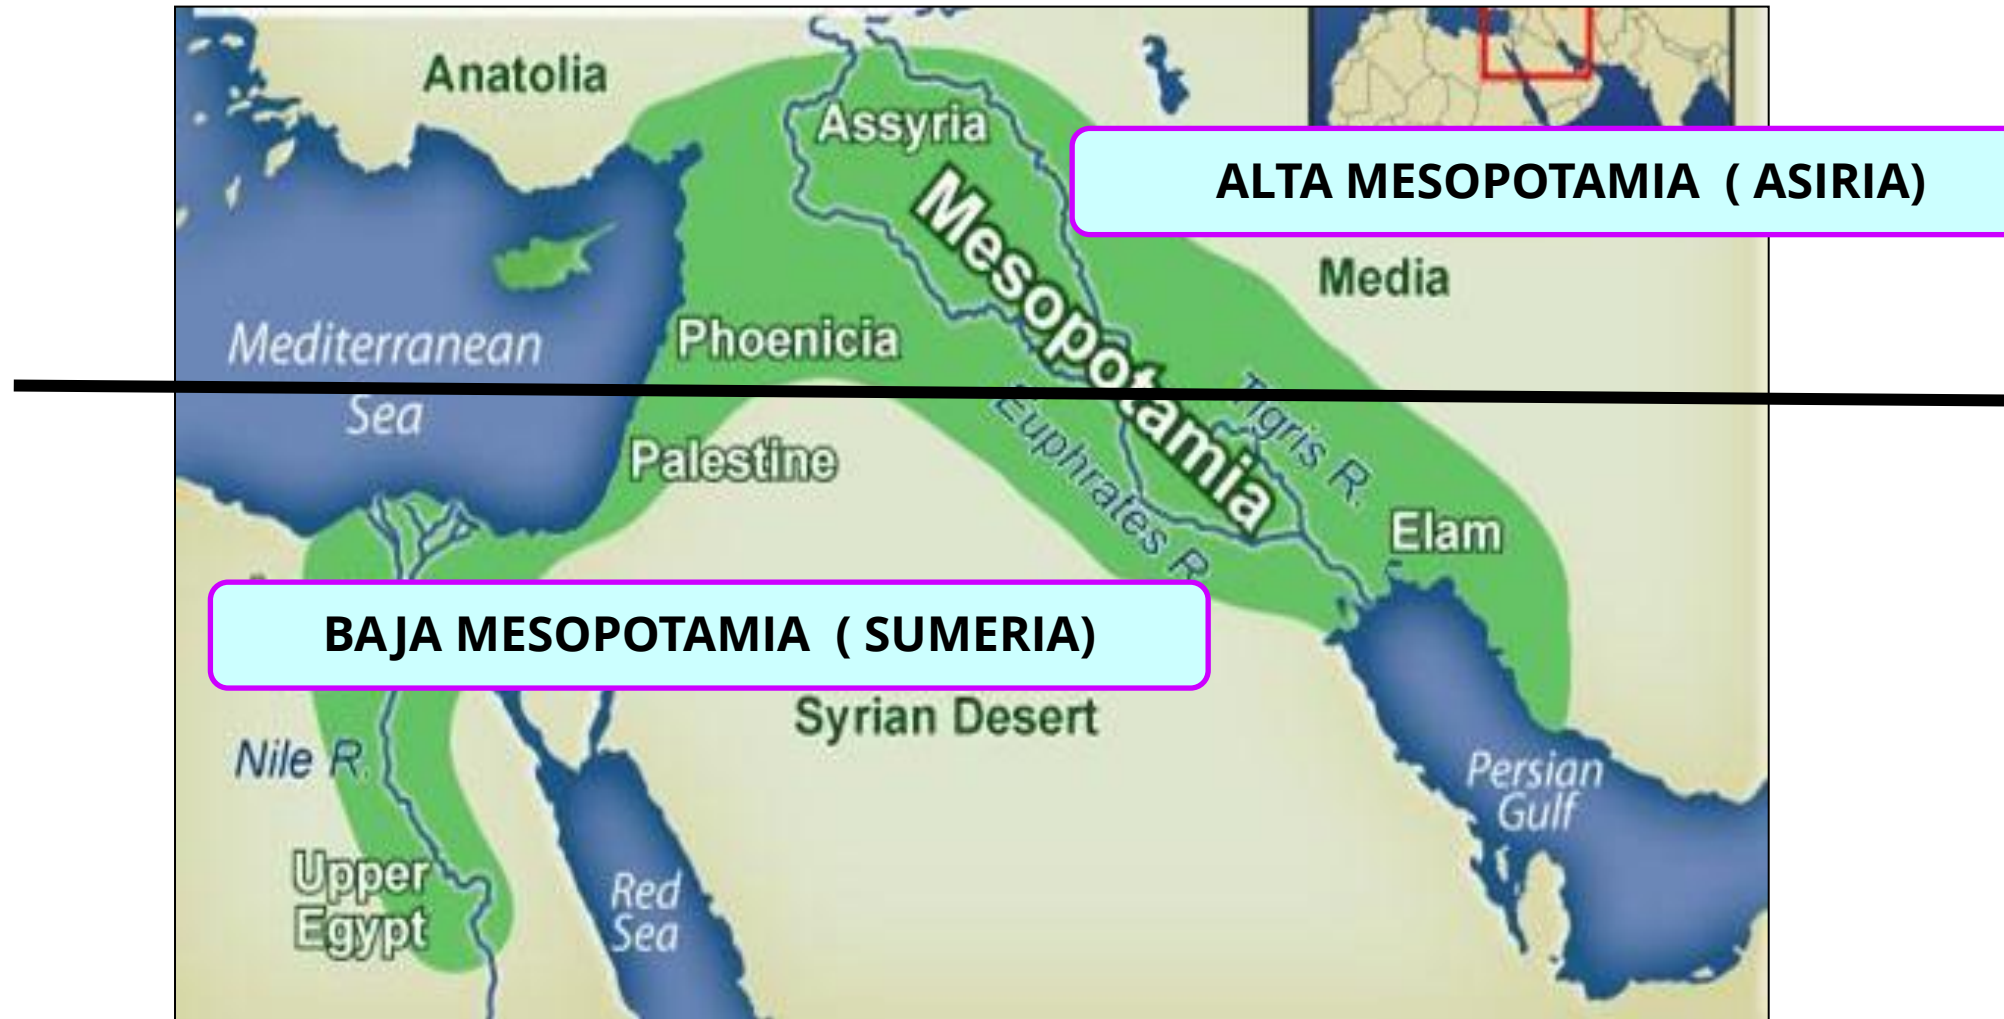 Anatolia
Assyria
ALTA MESOPOTAMIA ( ASIRIA)
Mesopotamia
Media
Mediterranean
Sea
Phoenicia
Tigris R.
Euphrates R.
Palestine
Elam
BAJA MESOPOTAMIA ( SUMERIA)
Syrian Desert
Nile R.
Persian
Gulf
Upper
Egypt
Red
Sea